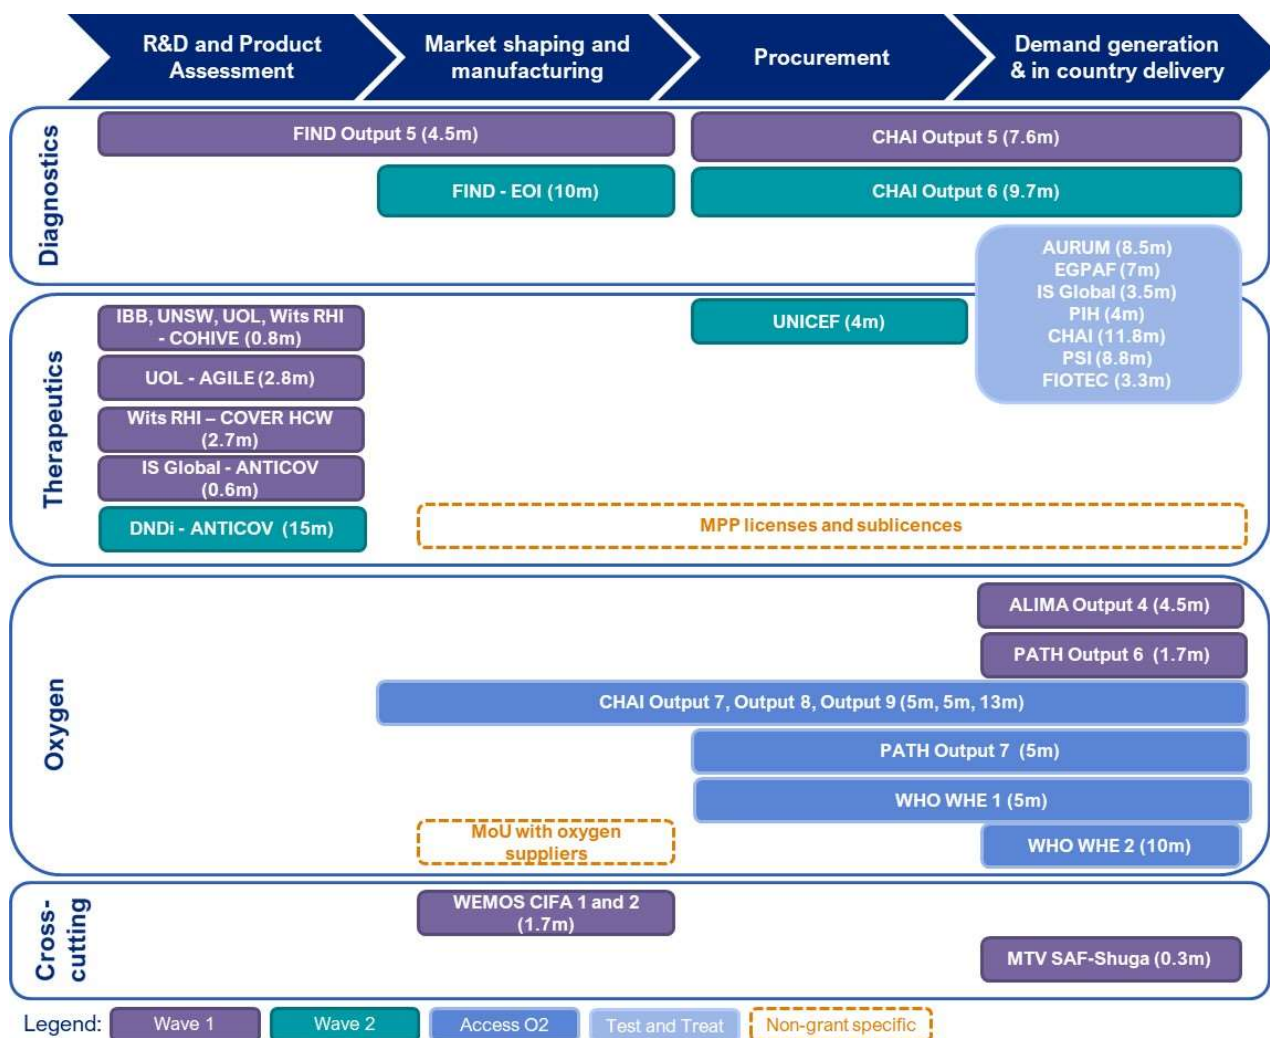 R&D and Product
Assessment
Market shaping and
manufacturing
Procurement
Demand generation
& in country delivery
Diagnostics
FIND Output 5 (4.5m)
CHAI Output 5 (7.6m)
FIND - EOI (10m)
CHAI Output 6 (9.7m)
AURUM (8.5m)
EGPAF (7m)
IS Global (3.5m)
PIH (4m)
CHAI (11.8m)
PSI (8.8m)
FIOTEC (3.3m)
Therapeutics
IBB, UNSW, UOL, Wits RHI
- COHIVE (0.8m)
UNICEF (4m)
UOL - AGILE (2.8m)
Wits RHI – COVER HCW
(2.7m)
IS Global - ANTICOV
(0.6m)
DNDi - ANTICOV (15m)
MPP licenses and sublicences
Oxygen
ALIMA Output 4 (4.5m)
PATH Output 6 (1.7m)
CHAI Output 7, Output 8, Output 9 (5m, 5m, 13m)
PATH Output 7 (5m)
WHO WHE 1 (5m)
MoU with oxygen
suppliers
WHO WHE 2 (10m)
Cross-
cutting
WEMOS CIFA 1 and 2
(1.7m)
MTV SAF-Shuga (0.3m)
Legend:
Wave 1
Wave 2
Access O2
Test and Treat
Non-grant specific